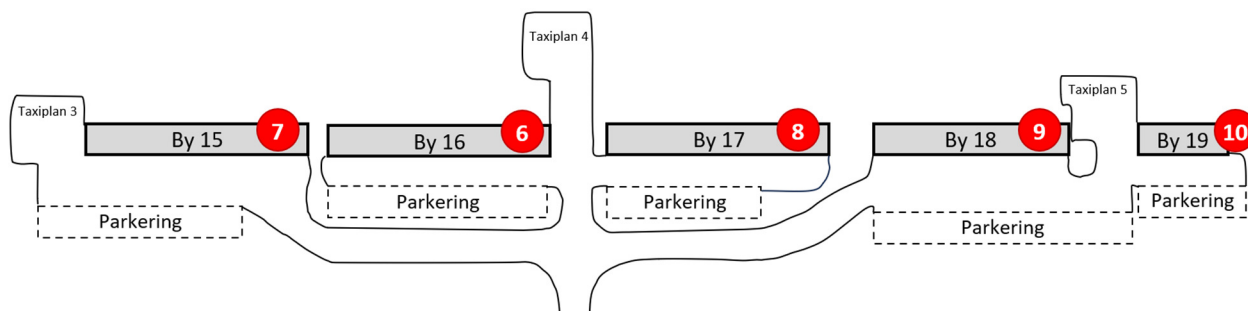 Taxiplan 4
Taxiplan 5
Taxiplan 3
By 15
7
By 16
6
By 17
8
By 18
9
By 19
10
Parkering
Parkering
Parkering
Parkering
Parkering